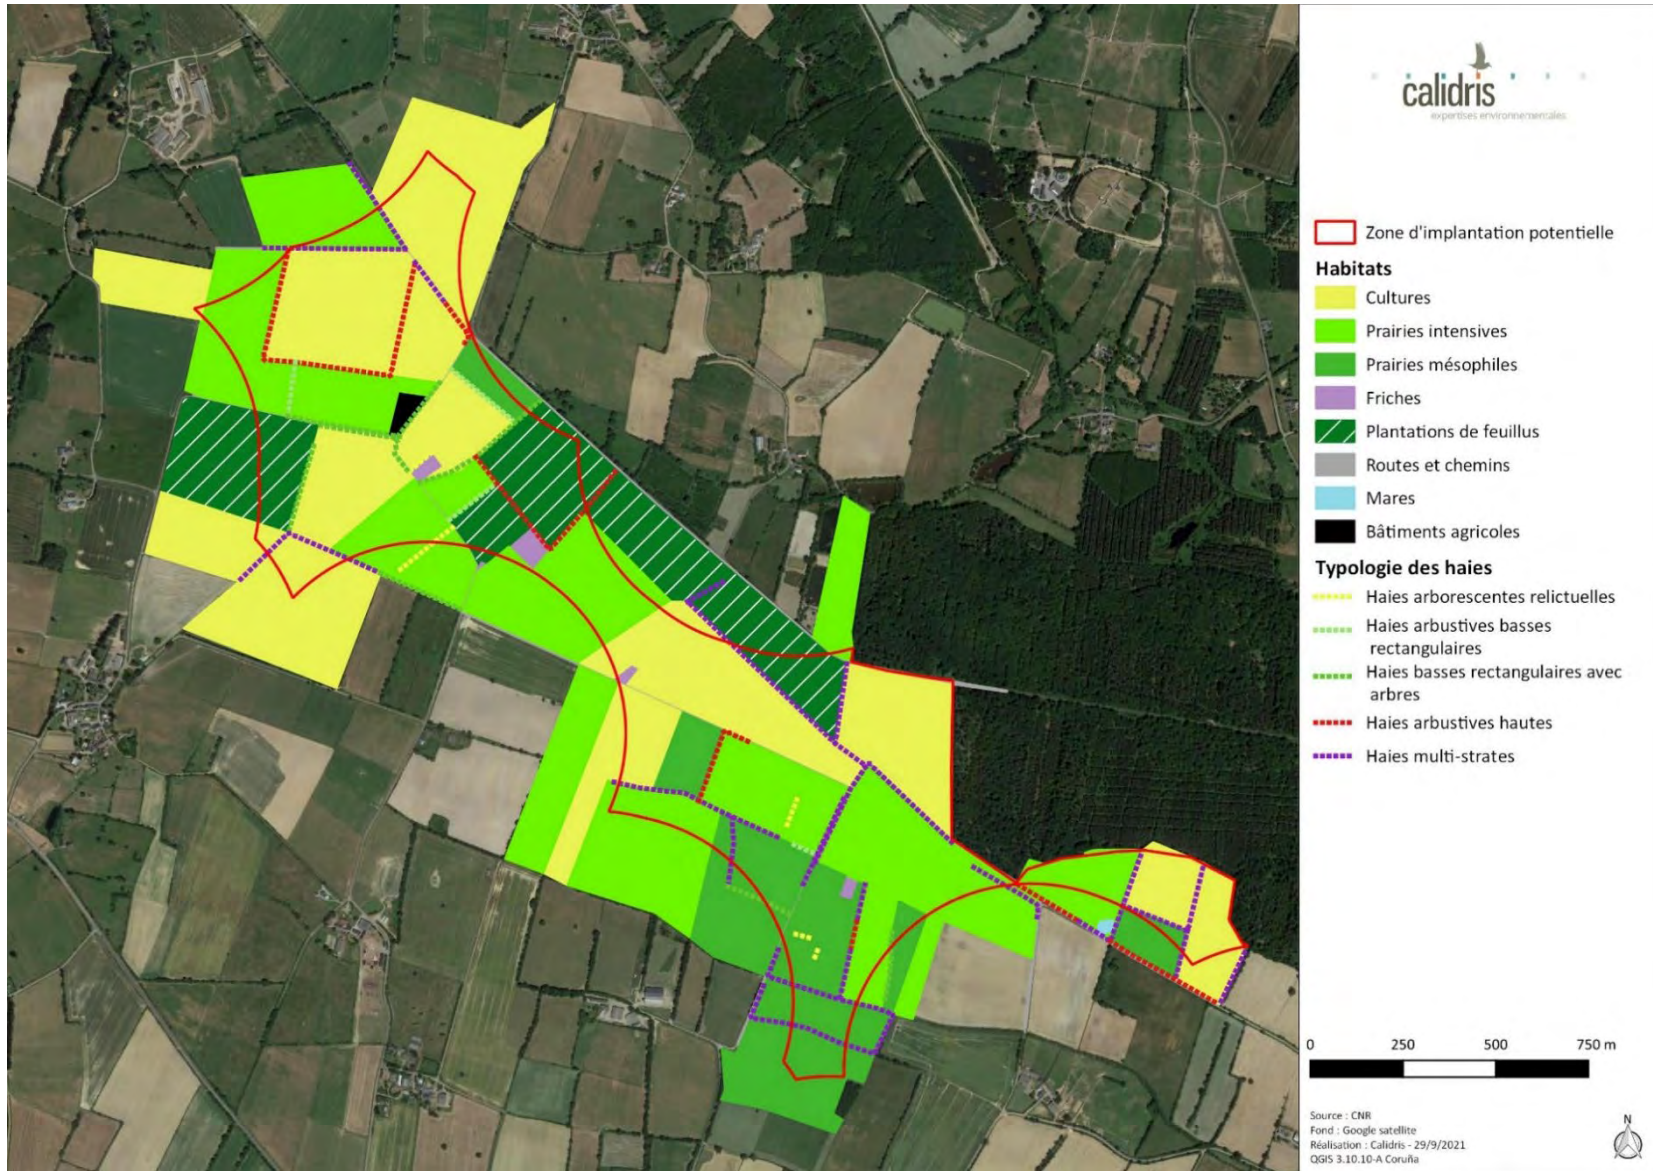 calidris
expertises environnementales
Zone d'implantation potentielle
Habitats
Cultures
Prairies intensives
Prairies mésophiles
Friches
Plantations de feuillus
Routes et chemins
Mares
Bâtiments agricoles
Typologie des haies
Haies arborescentes relictuelles
Haies arbustives basses
rectangulaires
Haies basses rectangulaires avec
arbres
Haies arbustives hautes
Haies multi-strates
0 250 500 750 m
Source : CNR
Fond : Google satellite
Réalisation : Calidris - 29/9/2021
QGIS 3.10.10-A Coruña
N